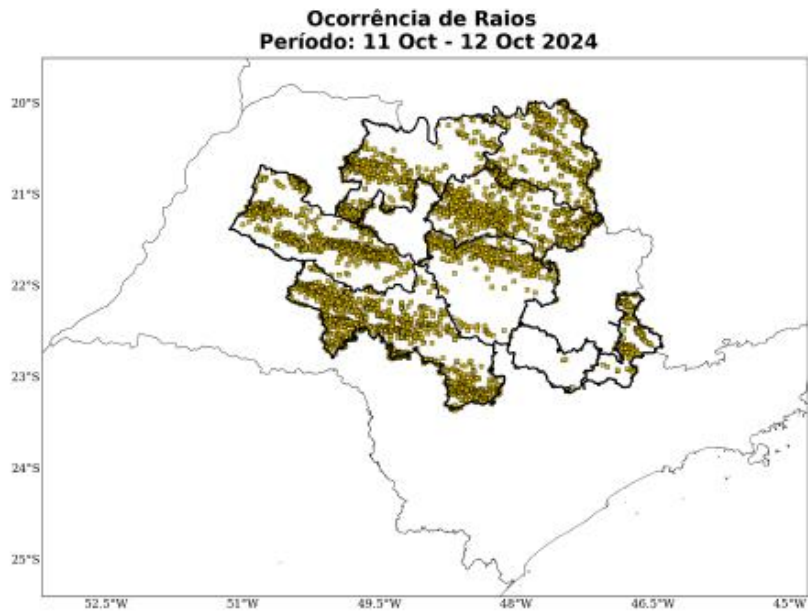 Ocorrência de Raios
Período: 11 Oct - 12 Oct 2024
20°S
21°S
22°S
23°S
24°S
25°S
52.5°W 51°W 49.5°W 48°W 46.5°W 45°W